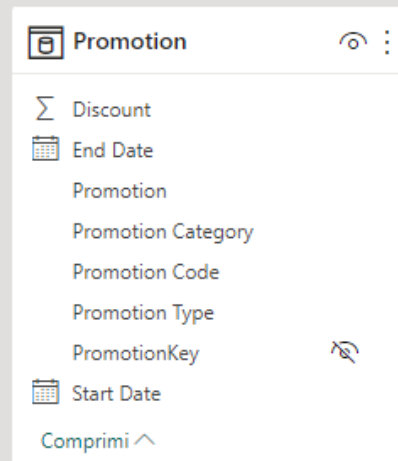 Promotion
Discount
End Date
Promotion
Promotion Category
Promotion Code
Promotion Type
PromotionKey
Start Date
Comprimi